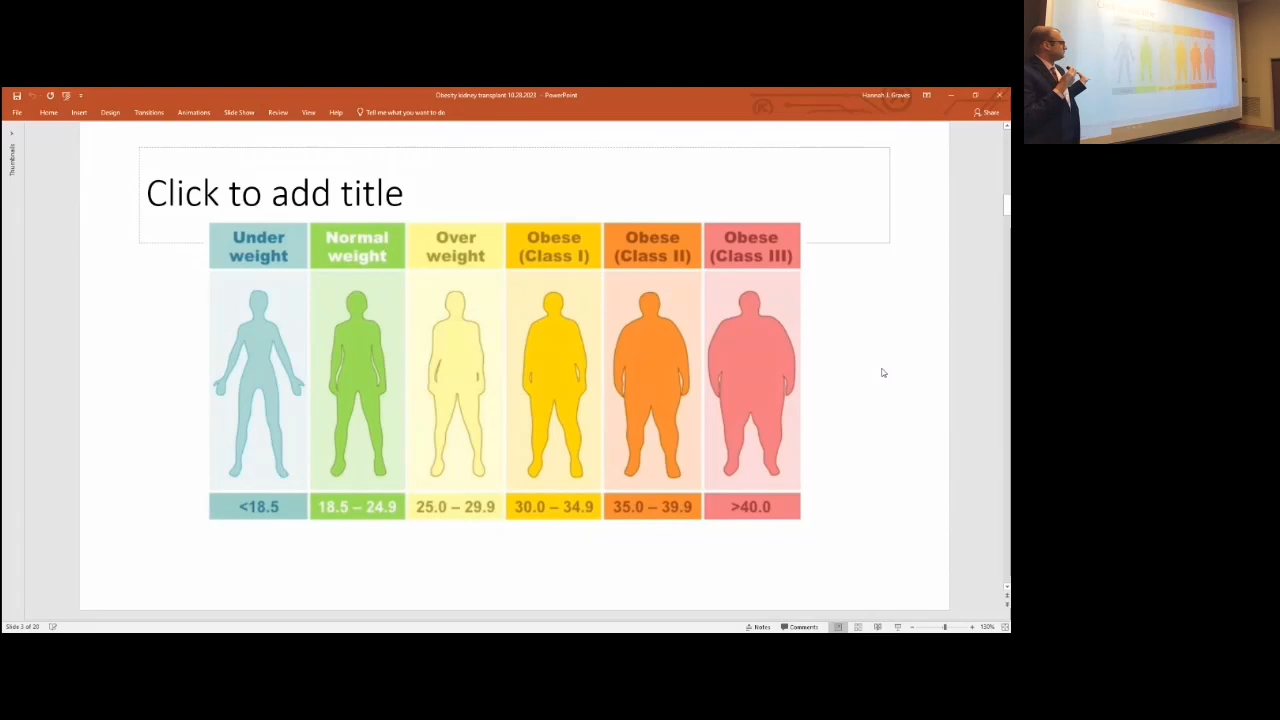 Obesity kidney transplant 10.28.2023 - PowerPoint
Hannah J. Graves
File Home Insert Design Transitions Animations Slide Show Review View Help Tell me what you want to do
Share
Thumbnails
Click to add title
Under weight
Normal weight
Over weight
Obese (Class I)
Obese (Class II)
Obese (Class III)
<18.5
18.5 – 24.9
25.0 – 29.9
30.0 – 34.9
35.0 – 39.9
>40.0
Slide 3 of 20
Notes
Comments
130%